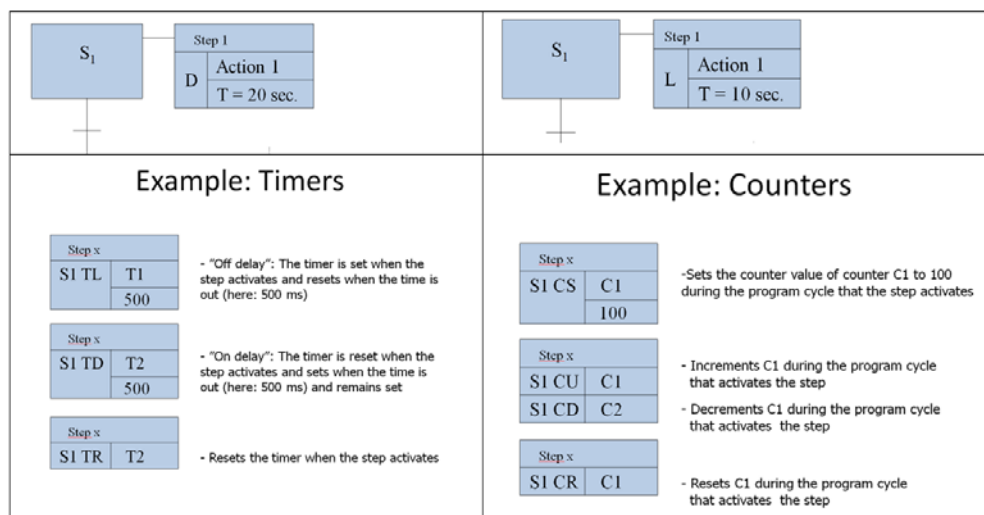 S1
Step 1
D
Action 1
T = 20 sec.
S1
Step 1
L
Action 1
T = 10 sec.
Example: Timers
Step x
S1 TL
T1
500
- "Off delay": The timer is set when the
step activates and resets when the time is
out (here: 500 ms)
Step x
S1 TD
T2
500
- "On delay": The timer is reset when the
step activates and sets when the time is
out (here: 500 ms) and remains set
Step x
S1 TR
T2
- Resets the timer when the step activates
Example: Counters
Step x
S1 CS
C1
100
-Sets the counter value of counter C1 to 100
during the program cycle that the step activates
Step x
S1 CU
C1
- Increments C1 during the program cycle
that activates the step
S1 CD
C2
- Decrements C1 during the program cycle
that activates the step
Step x
S1 CR
C1
- Resets C1 during the program cycle
that activates the step